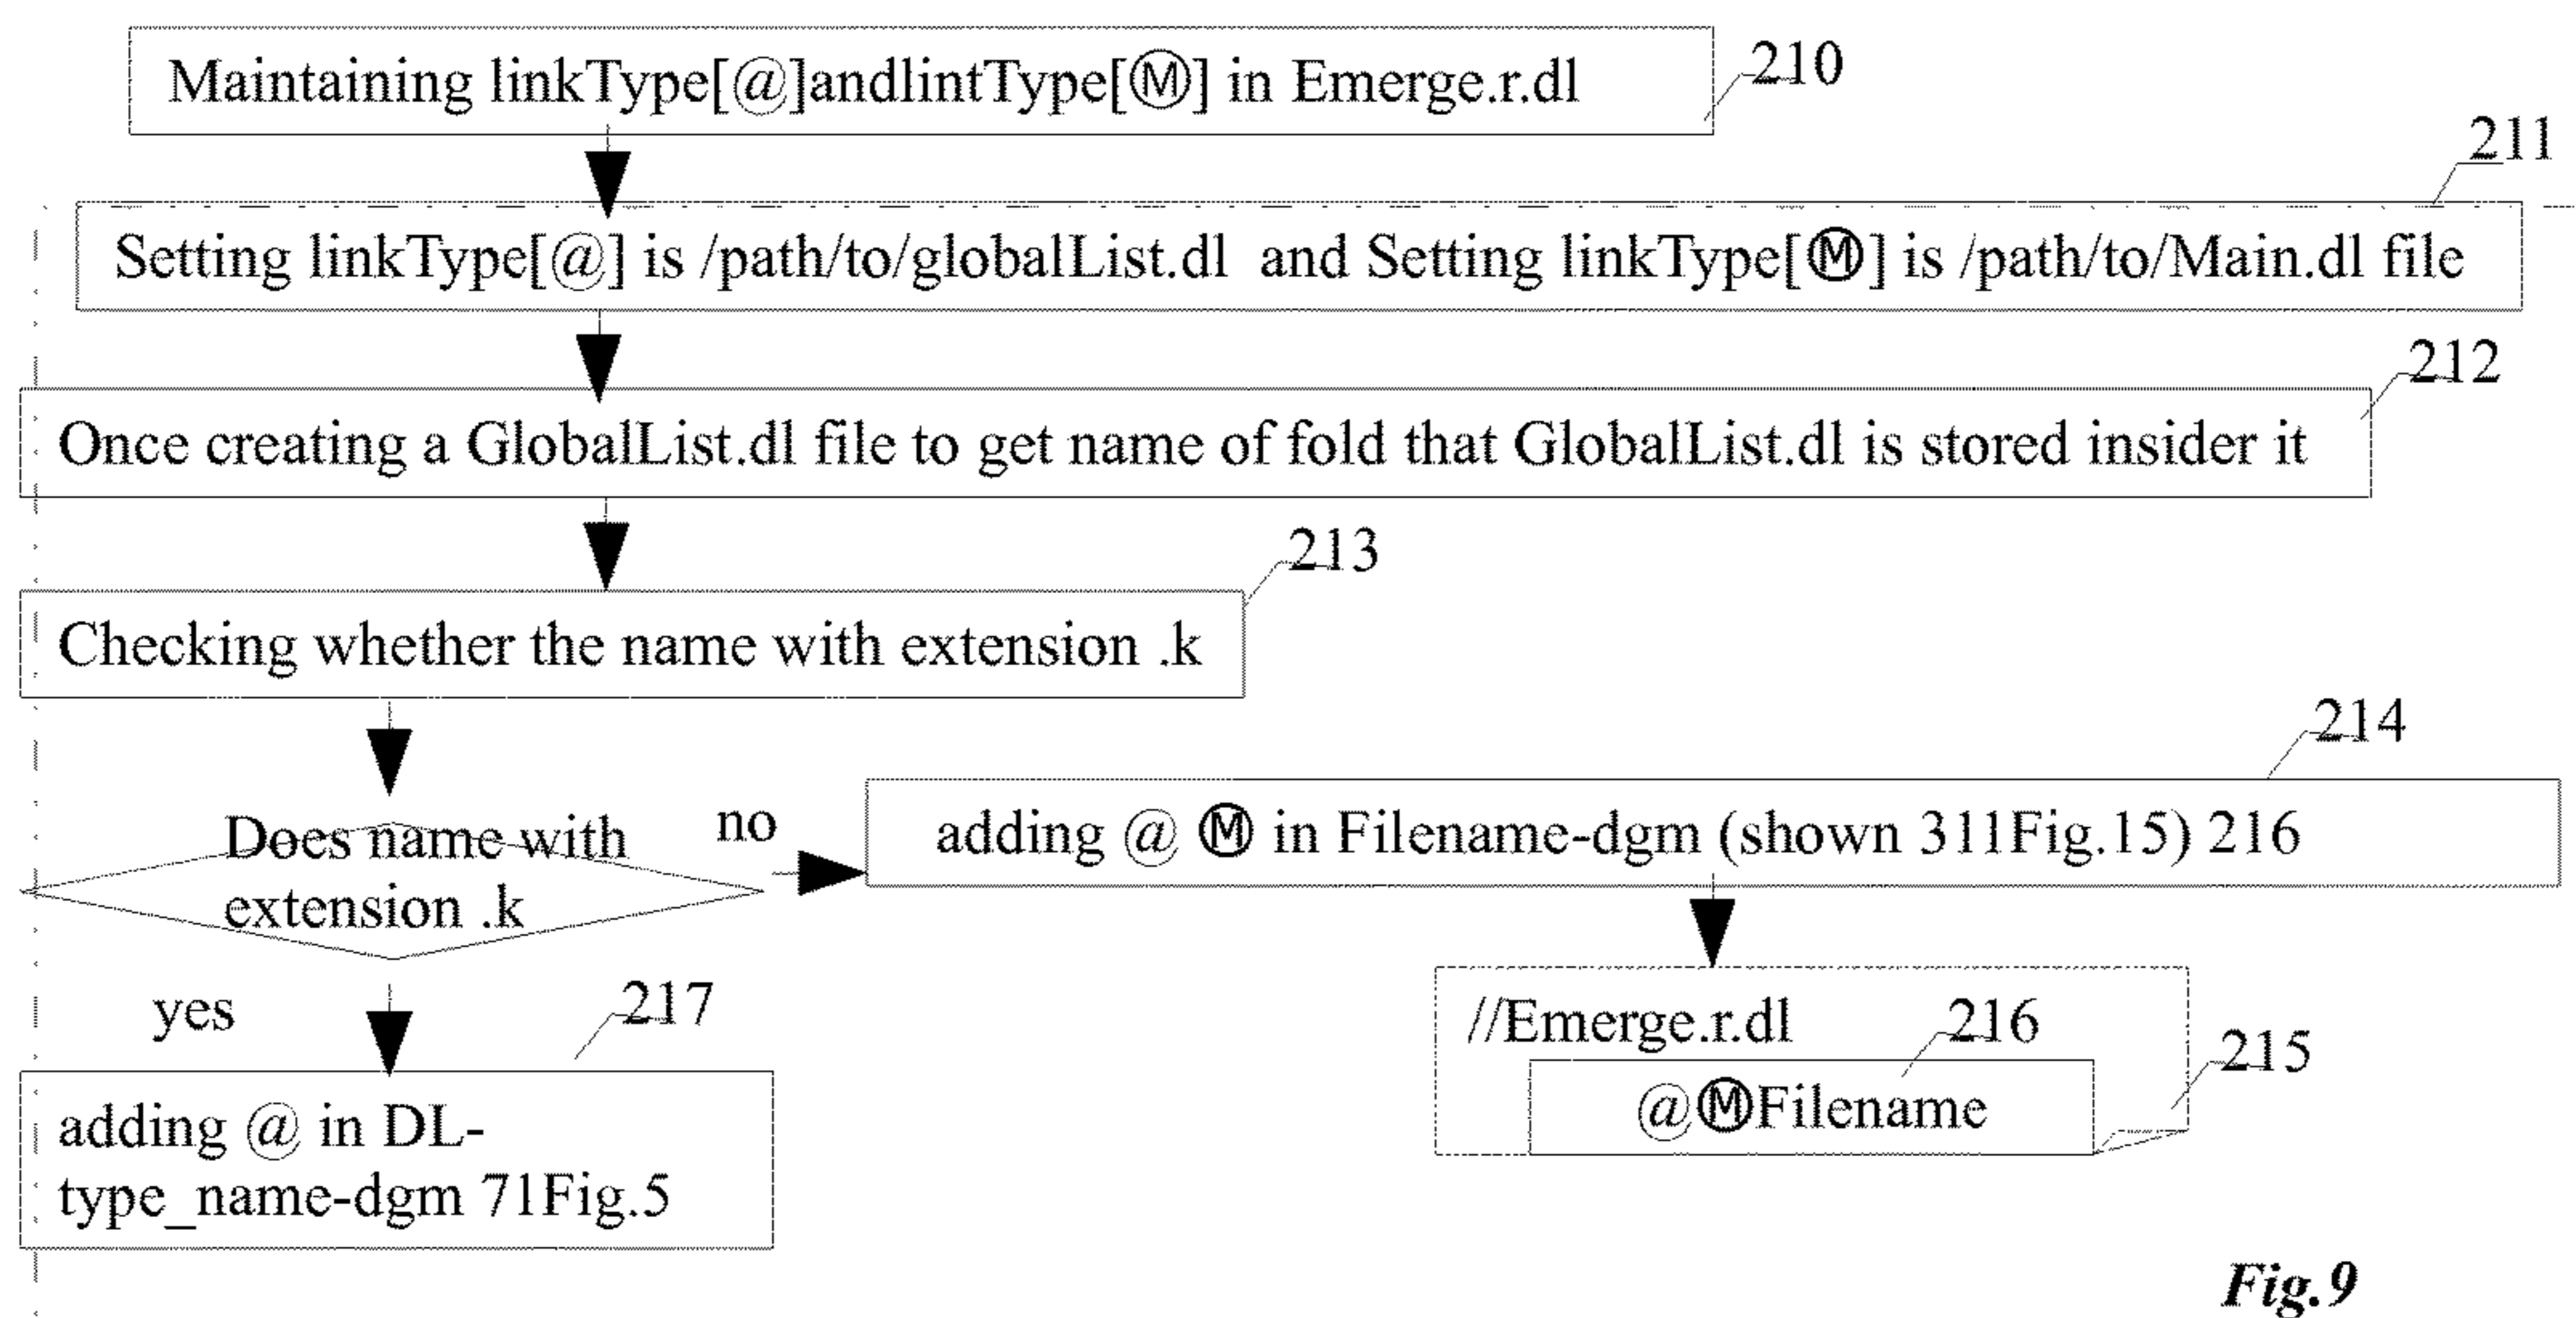 Maintaining linkType[@]andlintType[Ⓜ] in Emerge.r.dl
210
211
Setting linkType[@] is /path/to/globalList.dl and Setting linkType[Ⓜ] is /path/to/Main.dl file
212
Once creating a GlobalList.dl file to get name of fold that GlobalList.dl is stored insider it
213
Checking whether the name with extension .k
214
Does name with
extension .k
no
adding @ Ⓜ in Filename-dgm (shown 311Fig.15) 216
yes
217
//Emerge.r.dl
216
215
@ⓂFilename
adding @ in DL-
type_name-dgm 71Fig.5
Fig.9